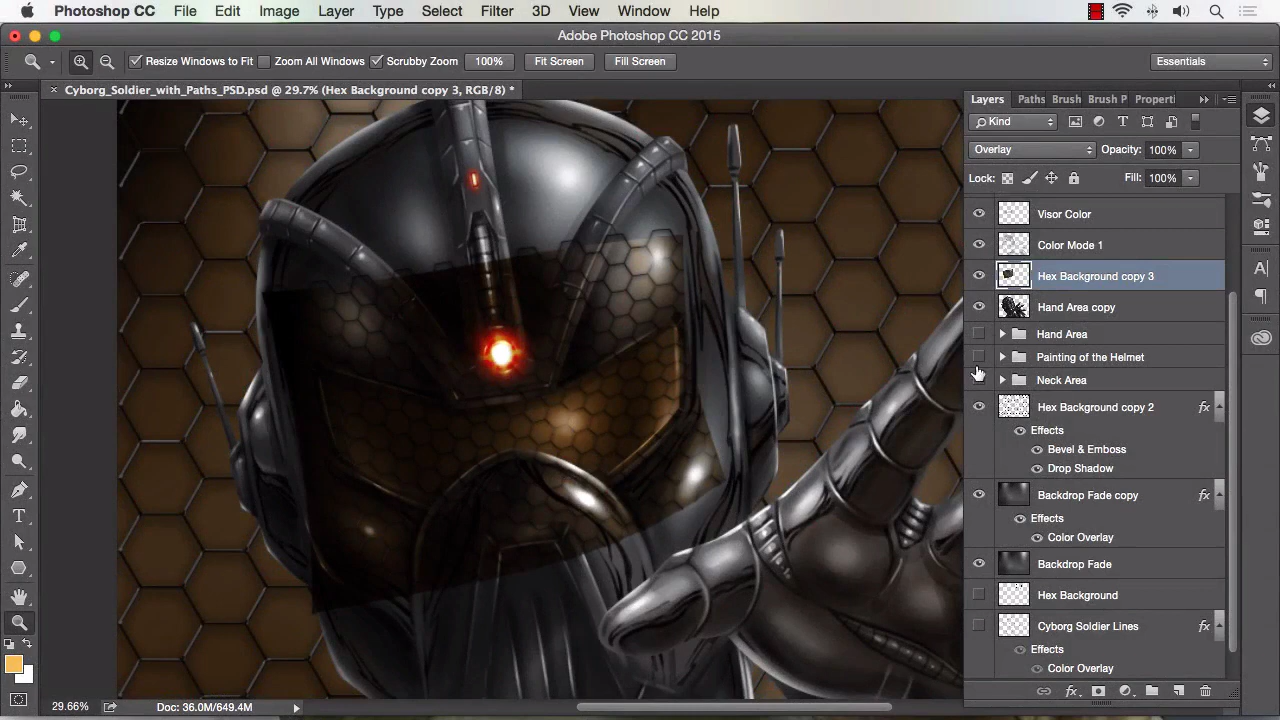 Photoshop CC File Edit Image Layer Type Select Filter 3D View Window Help
Adobe Photoshop CC 2015
Resize Windows to Fit Zoom All Windows Scrubby Zoom 100% Fit Screen Fill Screen Essentials
Cyborg_Soldier_with_Paths_PSD.psd @ 29.7% (Hex Background copy 3, RGB/8) *
Layers Paths Brush Brush P Properti
Kind
Overlay Opacity: 100%
Lock: Fill: 100%
Visor Color
Color Mode 1
Hex Background copy 3
Hand Area copy
Hand Area
Painting of the Helmet
Neck Area
Hex Background copy 2 fx
Effects
Bevel & Emboss
Drop Shadow
Backdrop Fade copy fx
Effects
Color Overlay
Backdrop Fade
Hex Background
Cyborg Soldier Lines fx
Effects
Color Overlay
29.66% Doc: 36.0M/649.4M